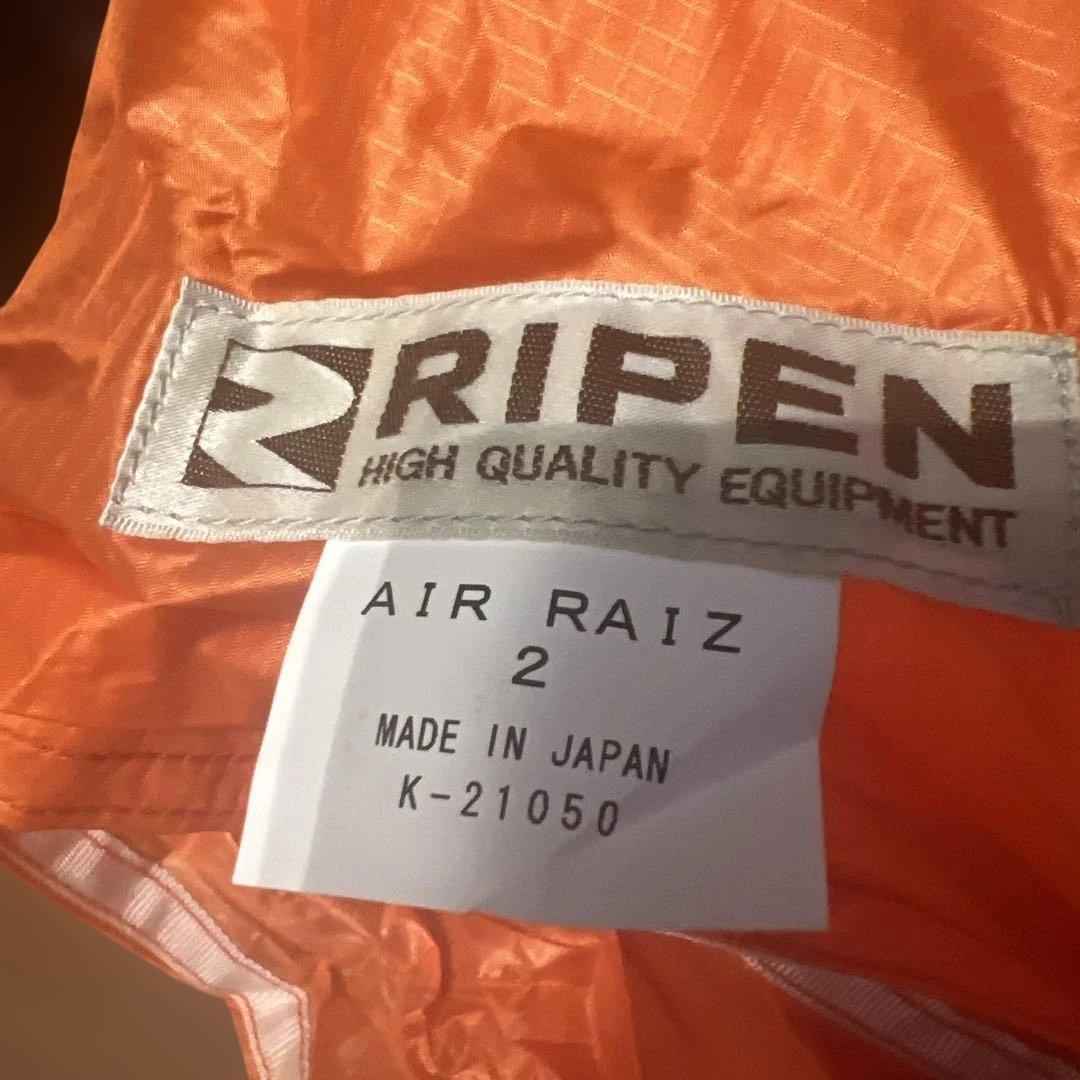 RIPEN
HIGH QUALITY EQUIPMENT
AIR RAIZ
2
MADE IN JAPAN
K-21050